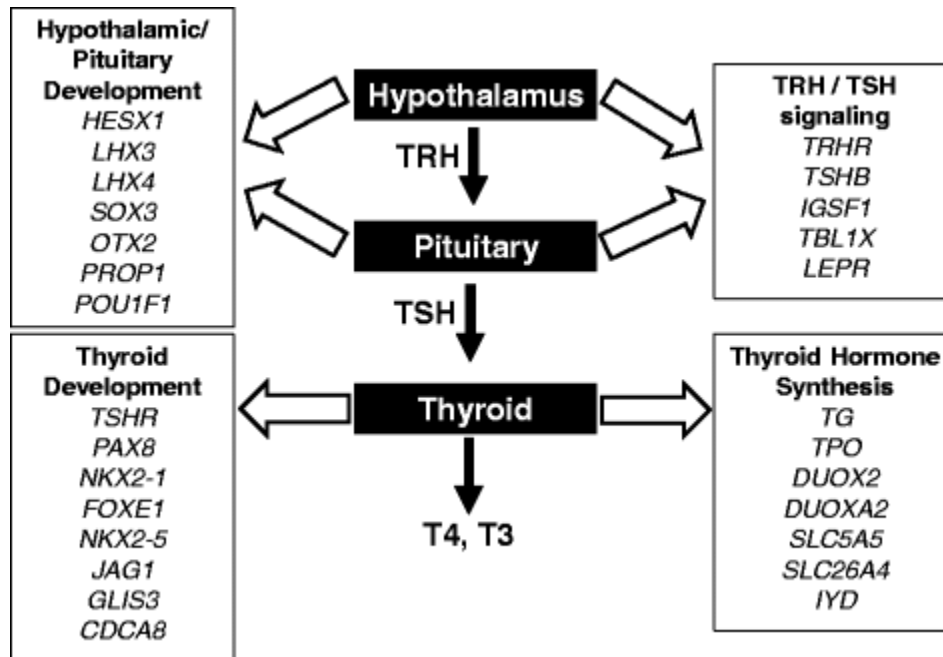 Hypothalamic/
Pituitary
Development
HESX1
LHX3
LHX4
SOX3
OTX2
PROP1
POU1F1
Hypothalamus
TRH
Pituitary
TSH
Thyroid
T4, T3
TRH / TSH
signaling
TRHR
TSHB
IGSF1
TBL1X
LEPR
Thyroid
Development
TSHR
PAX8
NKX2-1
FOXE1
NKX2-5
JAG1
GLIS3
CDCA8
Thyroid Hormone
Synthesis
TG
TPO
DUOX2
DUOXA2
SLC5A5
SLC26A4
IYD